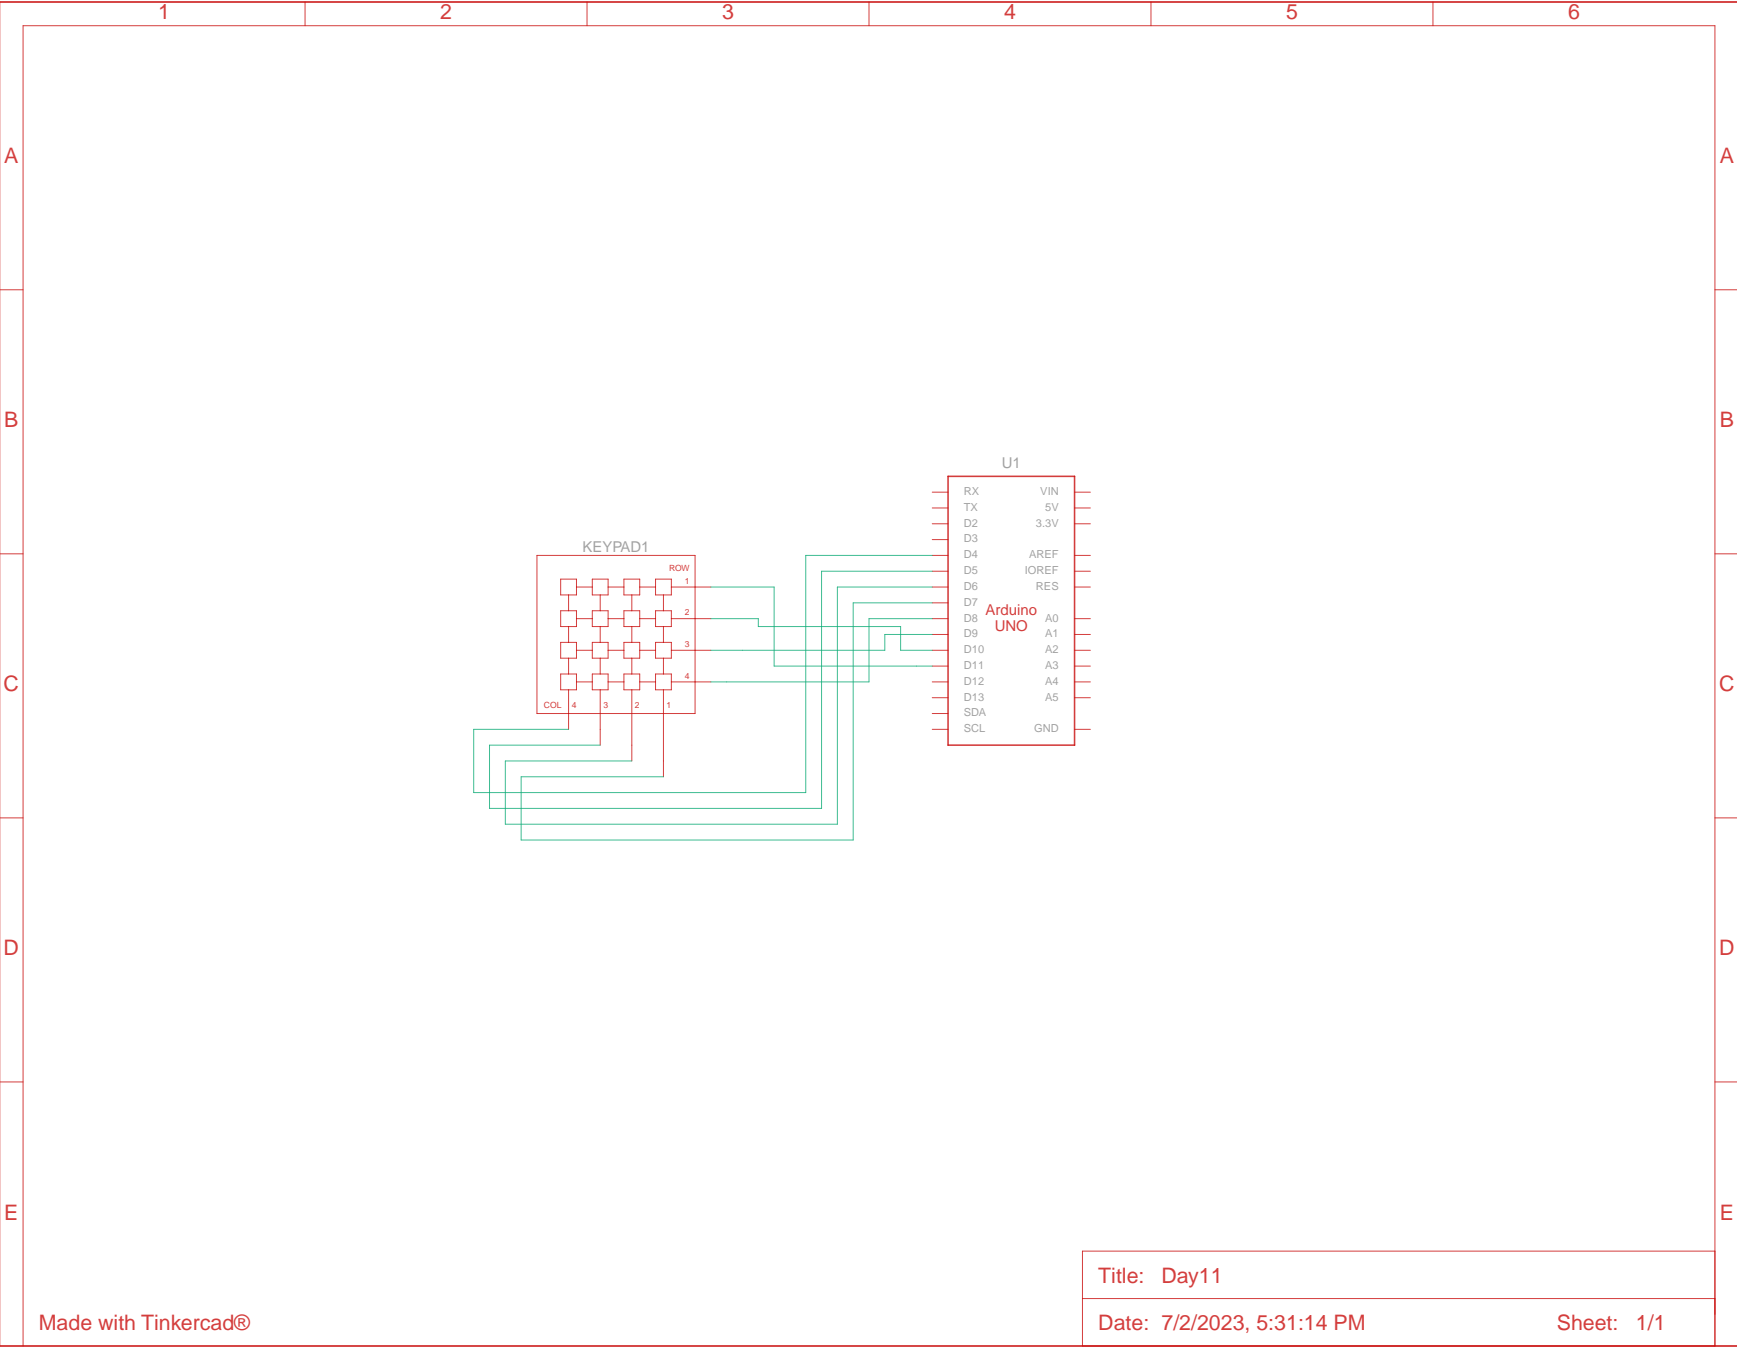 1 2 3 4 5 6
A A
B B
U1
RX VIN
TX 5V
D2 3.3V
D3
D4 AREF
D5 IOREF
D6 RES
D7
Arduino
D8 A0
UNO
D9 A1
D10 A2
D11 A3
D12 A4
D13 A5
SDA
SCL GND
KEYPAD1
ROW
1
2
3
4
COL 4 3 2 1
C C
D D
E E
Title: Day11
Made with Tinkercad®
Date: 7/2/2023, 5:31:14 PM Sheet: 1/1